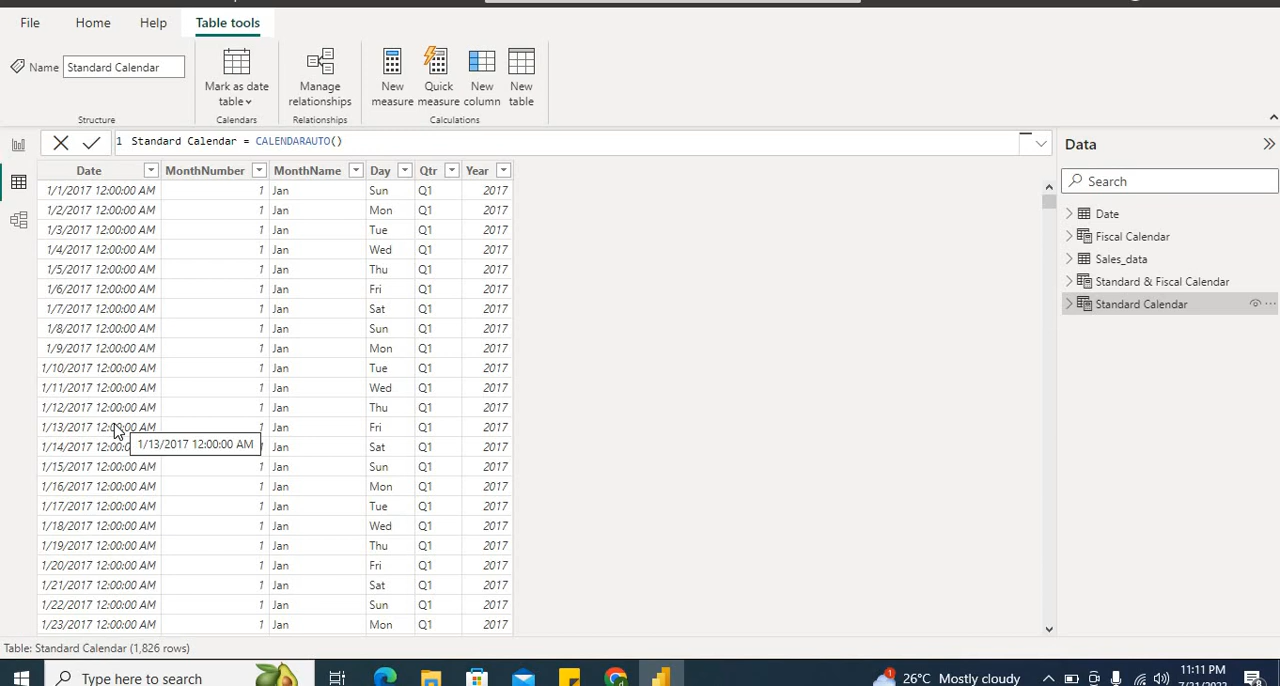 File Home Help Table tools
Name Standard Calendar
Mark as date table
Manage relationships
New measure
Quick measure
New column
New table
Structure Calendars Relationships Calculations
1 Standard Calendar = CALENDARAUTO()
Date MonthNumber MonthName Day Qtr Year
1/1/2017 12:00:00 AM 1 Jan Sun Q1 2017
1/2/2017 12:00:00 AM 1 Jan Mon Q1 2017
1/3/2017 12:00:00 AM 1 Jan Tue Q1 2017
1/4/2017 12:00:00 AM 1 Jan Wed Q1 2017
1/5/2017 12:00:00 AM 1 Jan Thu Q1 2017
1/6/2017 12:00:00 AM 1 Jan Fri Q1 2017
1/7/2017 12:00:00 AM 1 Jan Sat Q1 2017
1/8/2017 12:00:00 AM 1 Jan Sun Q1 2017
1/9/2017 12:00:00 AM 1 Jan Mon Q1 2017
1/10/2017 12:00:00 AM 1 Jan Tue Q1 2017
1/11/2017 12:00:00 AM 1 Jan Wed Q1 2017
1/12/2017 12:00:00 AM 1 Jan Thu Q1 2017
1/13/2017 12:00:00 AM 1 Jan Fri Q1 2017
1/13/2017 12:00:00 AM
1/14/2017 12:00:0 1 Jan Sat Q1 2017
1/15/2017 12:00:00 AM 1 Jan Sun Q1 2017
1/16/2017 12:00:00 AM 1 Jan Mon Q1 2017
1/17/2017 12:00:00 AM 1 Jan Tue Q1 2017
1/18/2017 12:00:00 AM 1 Jan Wed Q1 2017
1/19/2017 12:00:00 AM 1 Jan Thu Q1 2017
1/20/2017 12:00:00 AM 1 Jan Fri Q1 2017
1/21/2017 12:00:00 AM 1 Jan Sat Q1 2017
1/22/2017 12:00:00 AM 1 Jan Sun Q1 2017
1/23/2017 12:00:00 AM 1 Jan Mon Q1 2017
Data
Search
Date
Fiscal Calendar
Sales_data
Standard & Fiscal Calendar
Standard Calendar
Table: Standard Calendar (1,826 rows)
Type here to search
26°C Mostly cloudy
11:11 PM